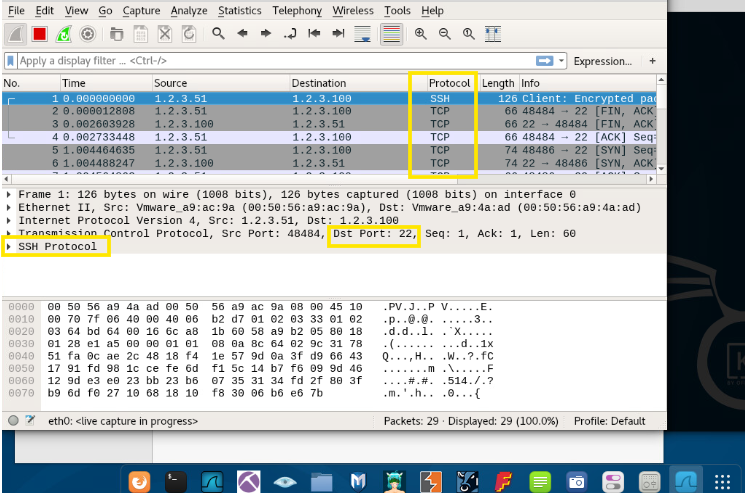 File Edit View Go Capture Analyze Statistics Telephony Wireless Tools Help
Apply a display filter ... <Ctrl-/> Expression... +
No. Time Source Destination Protocol Length Info
1 0.000000000 1.2.3.51 1.2.3.100 SSH 126 Client: Encrypted pac
2 0.000012808 1.2.3.51 1.2.3.100 TCP 66 48484 → 22 [FIN, ACK
3 0.002603928 1.2.3.100 1.2.3.51 TCP 66 22 → 48484 [FIN, ACK
4 0.002733448 1.2.3.51 1.2.3.100 TCP 66 48484 → 22 [ACK] Seq=
5 1.004464635 1.2.3.51 1.2.3.100 TCP 74 48486 → 22 [SYN] Seq=
6 1.004488247 1.2.3.100 1.2.3.51 TCP 74 22 → 48486 [SYN, ACK
Frame 1: 126 bytes on wire (1008 bits), 126 bytes captured (1008 bits) on interface 0
Ethernet II, Src: Vmware_a9:ac:9a (00:50:56:a9:ac:9a), Dst: Vmware_a9:4a:ad (00:50:56:a9:4a:ad)
Internet Protocol Version 4, Src: 1.2.3.51, Dst: 1.2.3.100
Transmission Control Protocol, Src Port: 48484, Dst Port: 22, Seq: 1, Ack: 1, Len: 60
SSH Protocol
0000 00 50 56 a9 4a ad 00 50 56 a9 ac 9a 08 00 45 10 .PV.J..P V.....E.
0010 00 70 7f 06 40 00 40 06 b2 d7 01 02 03 33 01 02 .p..@.@. .....3..
0020 03 64 bd 64 00 16 6c a8 1b 60 58 a9 b2 05 80 18 .d.d..l. .`X.....
0030 01 28 e1 a5 00 00 01 01 08 0a 8c 64 02 9c 31 78 .(...... ...d..1x
0040 51 fa 0c ae 2c 48 18 f4 1e 57 9d 0a 3f d9 66 43 Q...,H.. .W..?.fC
0050 17 91 fd 98 1c ce fe 6d f1 5c 14 b7 f6 09 9d 46 .......m .\.....F
0060 12 9d e3 e0 23 bb 23 b6 07 35 31 34 fd 2f 80 3f ....#.#. .514./.?
0070 b9 6d f0 27 10 68 18 10 f8 30 06 b6 e6 7b .m.'.h.. .0...{
eth0: <live capture in progress> Packets: 29 · Displayed: 29 (100.0%) Profile: Default